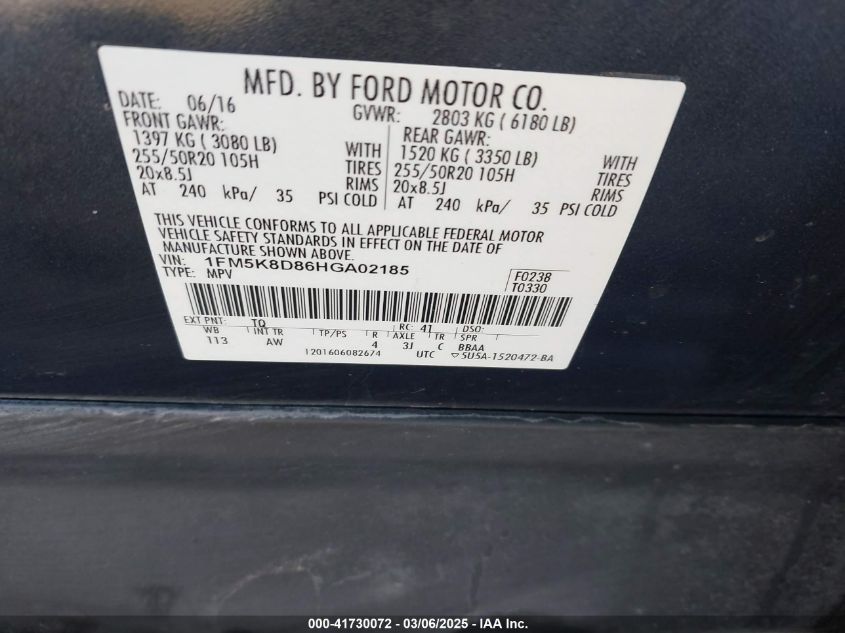 MFD. BY FORD MOTOR CO.
DATE: 06/16 GVWR: 2803 KG ( 6180 LB)
FRONT GAWR: REAR GAWR:
1397 KG ( 3080 LB) WITH 1520 KG ( 3350 LB) WITH
255/50R20 105H TIRES 255/50R20 105H TIRES
20x8.5J RIMS 20x8.5J RIMS
AT 240 kPa/ 35 PSI COLD AT 240 kPa/ 35 PSI COLD
THIS VEHICLE CONFORMS TO ALL APPLICABLE FEDERAL MOTOR
VEHICLE SAFETY STANDARDS IN EFFECT ON THE DATE OF
MANUFACTURE SHOWN ABOVE.
VIN: 1FM5K8D86HGA02185
TYPE: MPV
F0238
T0330
EXT PNT: TQ RC: 41 DSO:
WB INT TR TP/PS R AXLE TR SPR
113 AW 4 3J C BBAA
1201606082674 UTC ▽5U5A-1520472-BA
000-41730072 - 03/06/2025 - IAA Inc.